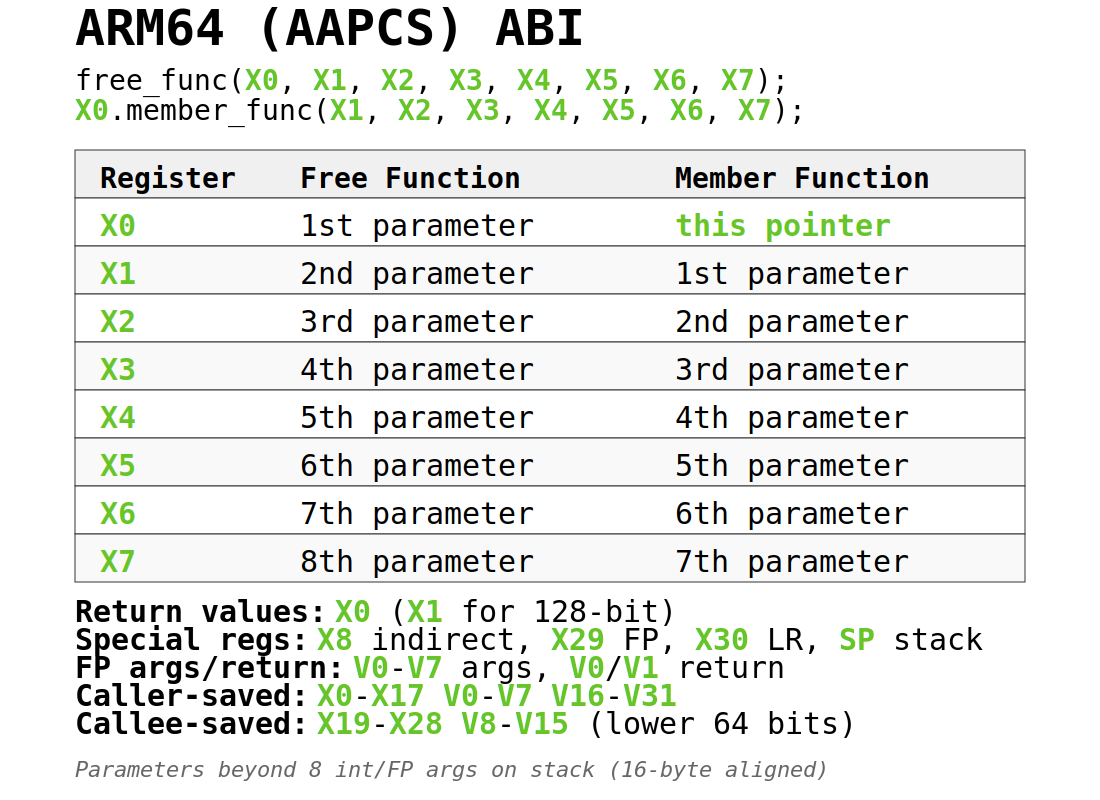 ARM64 (AAPCS) ABI
free_func(X0, X1, X2, X3, X4, X5, X6, X7);
X0.member_func(X1, X2, X3, X4, X5, X6, X7);
Register Free Function Member Function
X0 1st parameter this pointer
X1 2nd parameter 1st parameter
X2 3rd parameter 2nd parameter
X3 4th parameter 3rd parameter
X4 5th parameter 4th parameter
X5 6th parameter 5th parameter
X6 7th parameter 6th parameter
X7 8th parameter 7th parameter
Return values: X0 (X1 for 128-bit)
Special regs: X8 indirect, X29 FP, X30 LR, SP stack
FP args/return: V0-V7 args, V0/V1 return
Caller-saved: X0-X17 V0-V7 V16-V31
Callee-saved: X19-X28 V8-V15 (lower 64 bits)
Parameters beyond 8 int/FP args on stack (16-byte aligned)